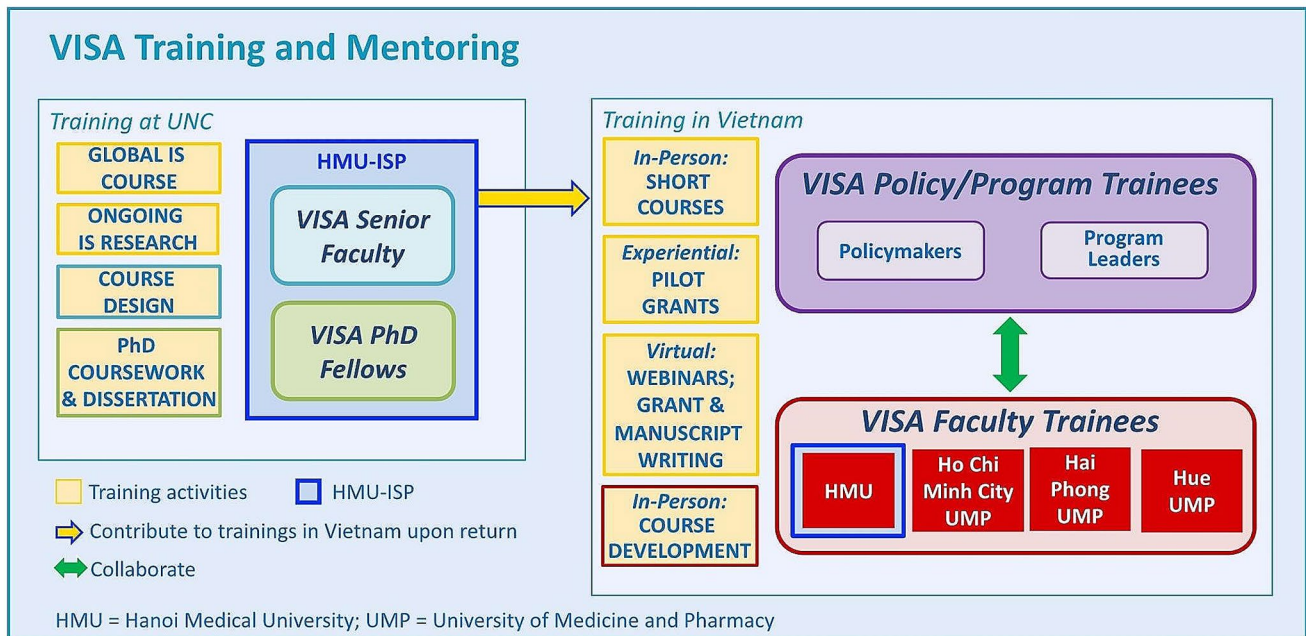 VISA Training and Mentoring
Training at UNC
GLOBAL IS
COURSE
ONGOING
IS RESEARCH
COURSE
DESIGN
PhD
COURSEWORK
& DISSERTATION
HMU-ISP
VISA Senior
Faculty
VISA PhD
Fellows
Training in Vietnam
In-Person:
SHORT
COURSES
Experiential:
PILOT
GRANTS
Virtual:
WEBINARS;
GRANT &
MANUSCRIPT
WRITING
In-Person:
COURSE
DEVELOPMENT
VISA Policy/Program Trainees
Policymakers
Program
Leaders
VISA Faculty Trainees
HMU
Ho Chi
Minh City
UMP
Hai
Phong
UMP
Hue
UMP
Training activities
HMU-ISP
Contribute to trainings in Vietnam upon return
Collaborate
HMU = Hanoi Medical University; UMP = University of Medicine and Pharmacy